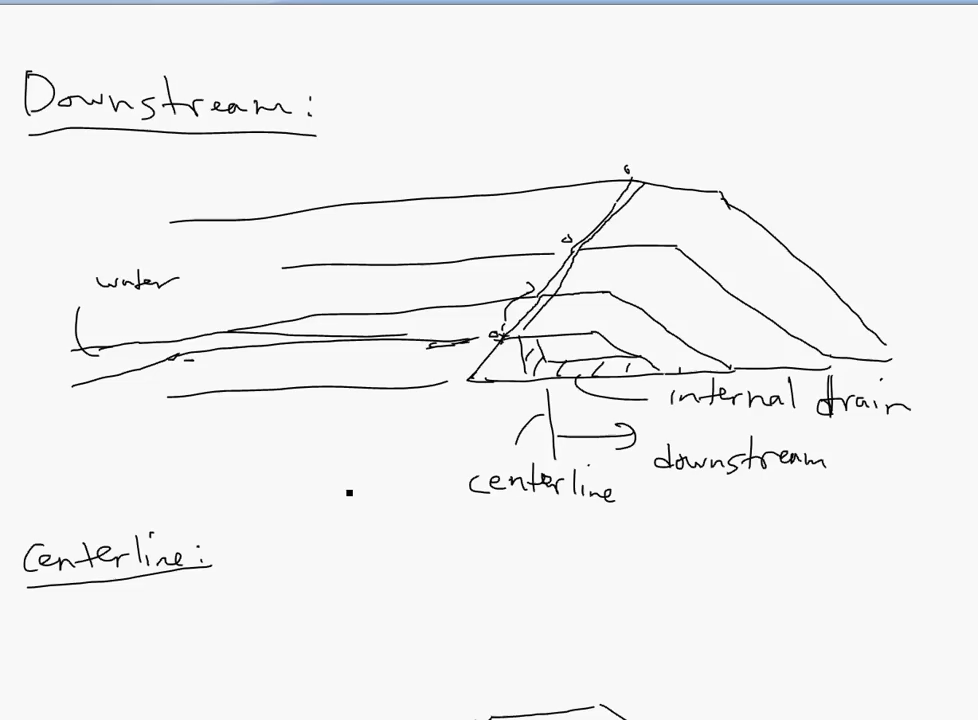 Downstream:
water
internal drain
downstream
centerline
Centerline: